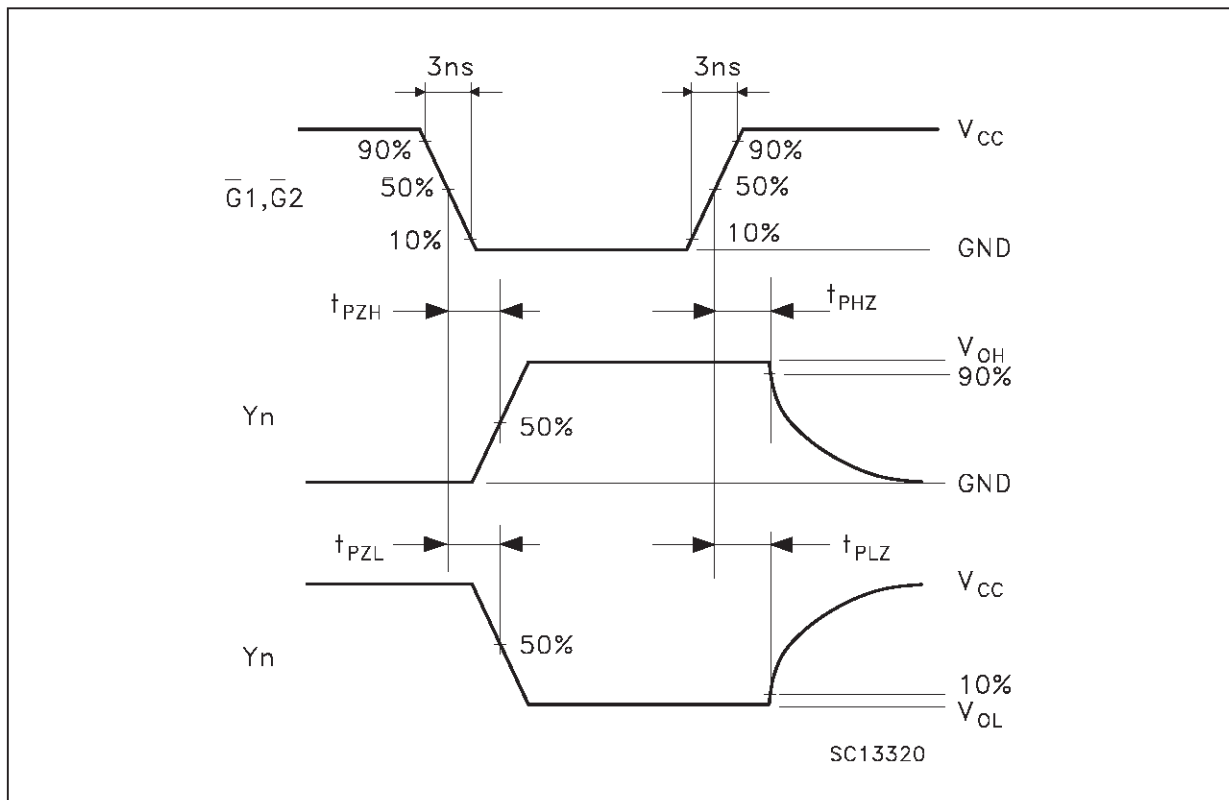 3ns 3ns
V_CC
90% 90%
G̅1,G̅2 50% 50%
10% 10%
GND
t_PZH t_PHZ
V_OH
90%
Yn 50%
GND
t_PZL t_PLZ
V_CC
Yn 50%
10%
V_OL
SC13320